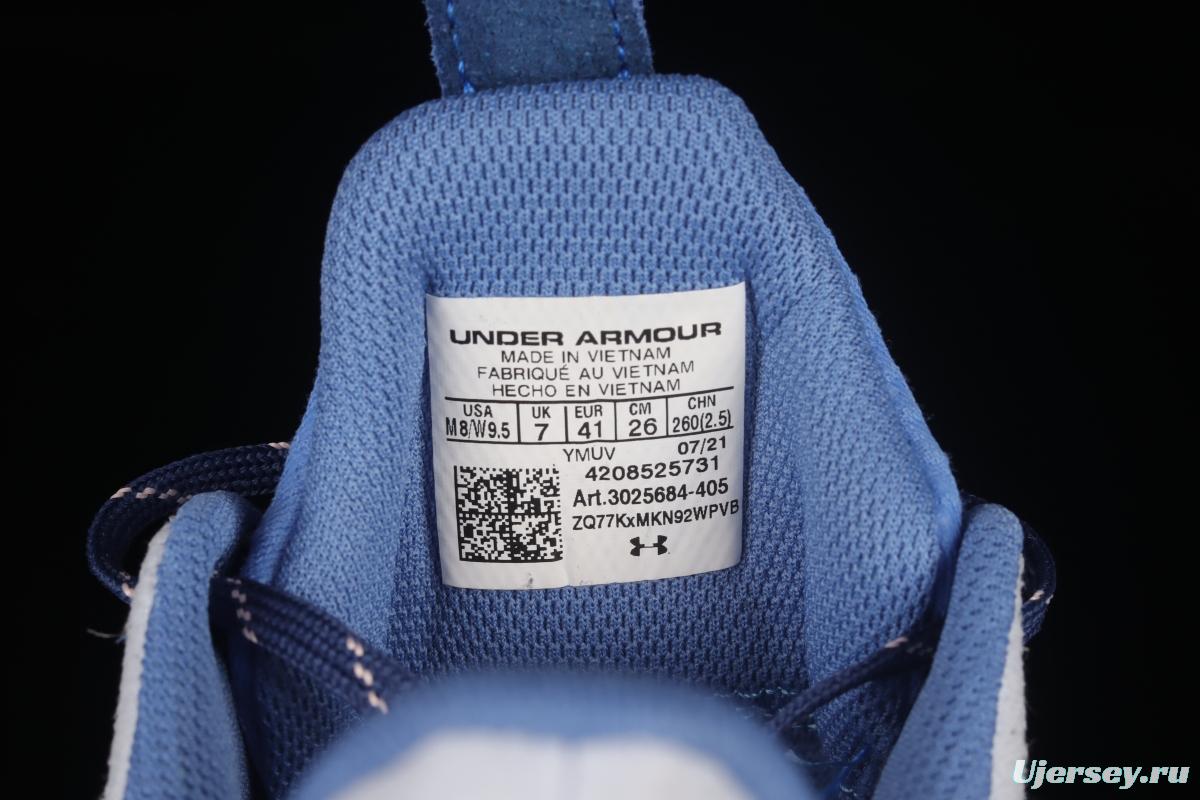 UNDER ARMOUR
MADE IN VIETNAM
FABRIQUÉ AU VIETNAM
HECHO EN VIETNAM
USA UK EUR CM CHN
M8/W9.5 7 41 26 260(2.5)
YMUV 07/21
4208525731
Art.3025684-405
ZQ77KxMKN92WPVB
Ujersey.ru